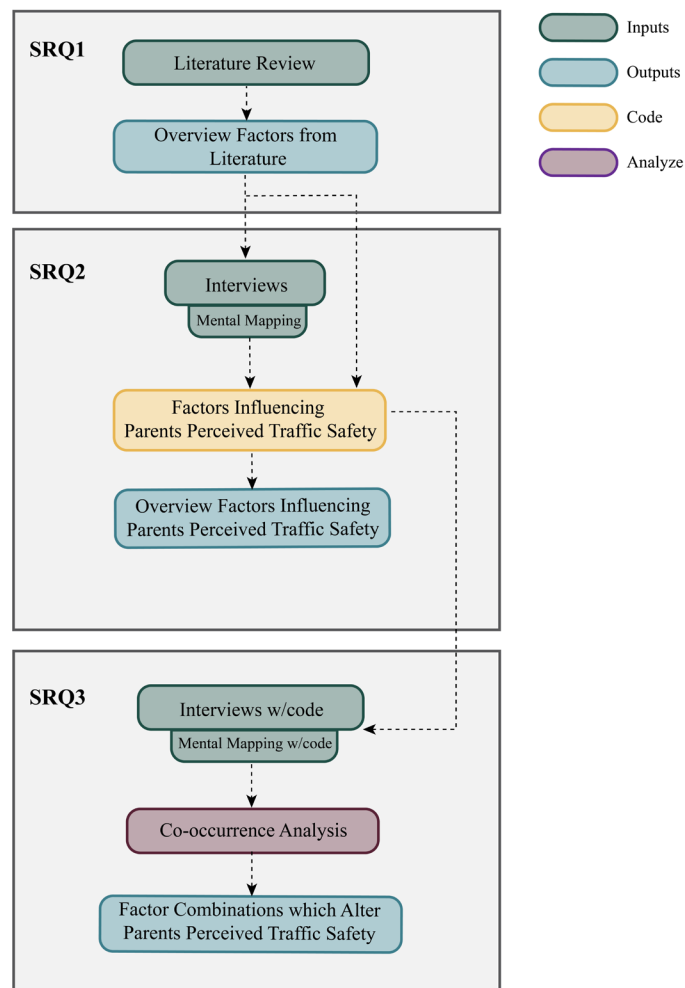 SRQ1
Literature Review
Overview Factors from
Literature
Inputs
Outputs
Code
Analyze
SRQ2
Interviews
Mental Mapping
Factors Influencing
Parents Perceived Traffic Safety
Overview Factors Influencing
Parents Perceived Traffic Safety
SRQ3
Interviews w/code
Mental Mapping w/code
Co-occurrence Analysis
Factor Combinations which Alter
Parents Perceived Traffic Safety